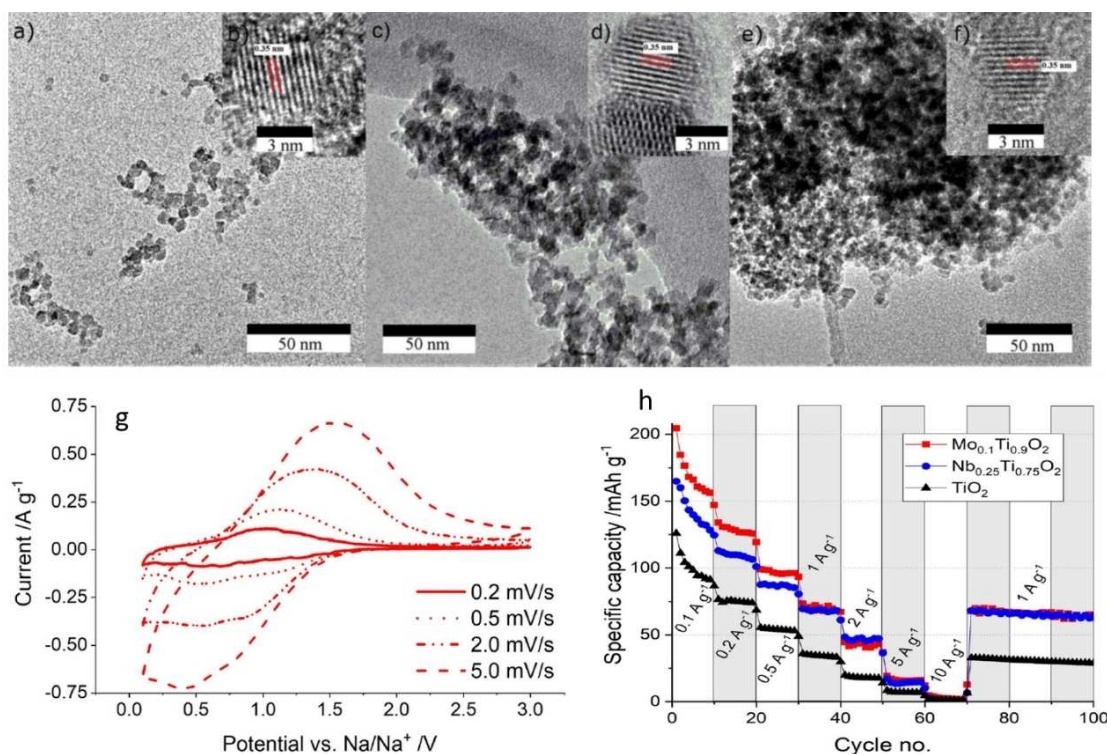 a)
b)
0.35 nm
3 nm
50 nm
c)
d)
0.35 nm
3 nm
50 nm
e)
f)
0.35 nm
3 nm
50 nm
g
0.75
0.50
0.25
0.00
-0.25
-0.50
-0.75
Current /A g⁻¹
0.2 mV/s
0.5 mV/s
2.0 mV/s
5.0 mV/s
0.0 0.5 1.0 1.5 2.0 2.5 3.0
Potential vs. Na/Na⁺ /V
h
200
150
100
50
0
Specific capacity /mAh g⁻¹
Mo₀.₁Ti₀.₉O₂
Nb₀.₂₅Ti₀.₇₅O₂
TiO₂
0.1 A g⁻¹
0.2 A g⁻¹
0.5 A g⁻¹
1 A g⁻¹
2 A g⁻¹
5 A g⁻¹
10 A g⁻¹
1 A g⁻¹
0 20 40 60 80 100
Cycle no.